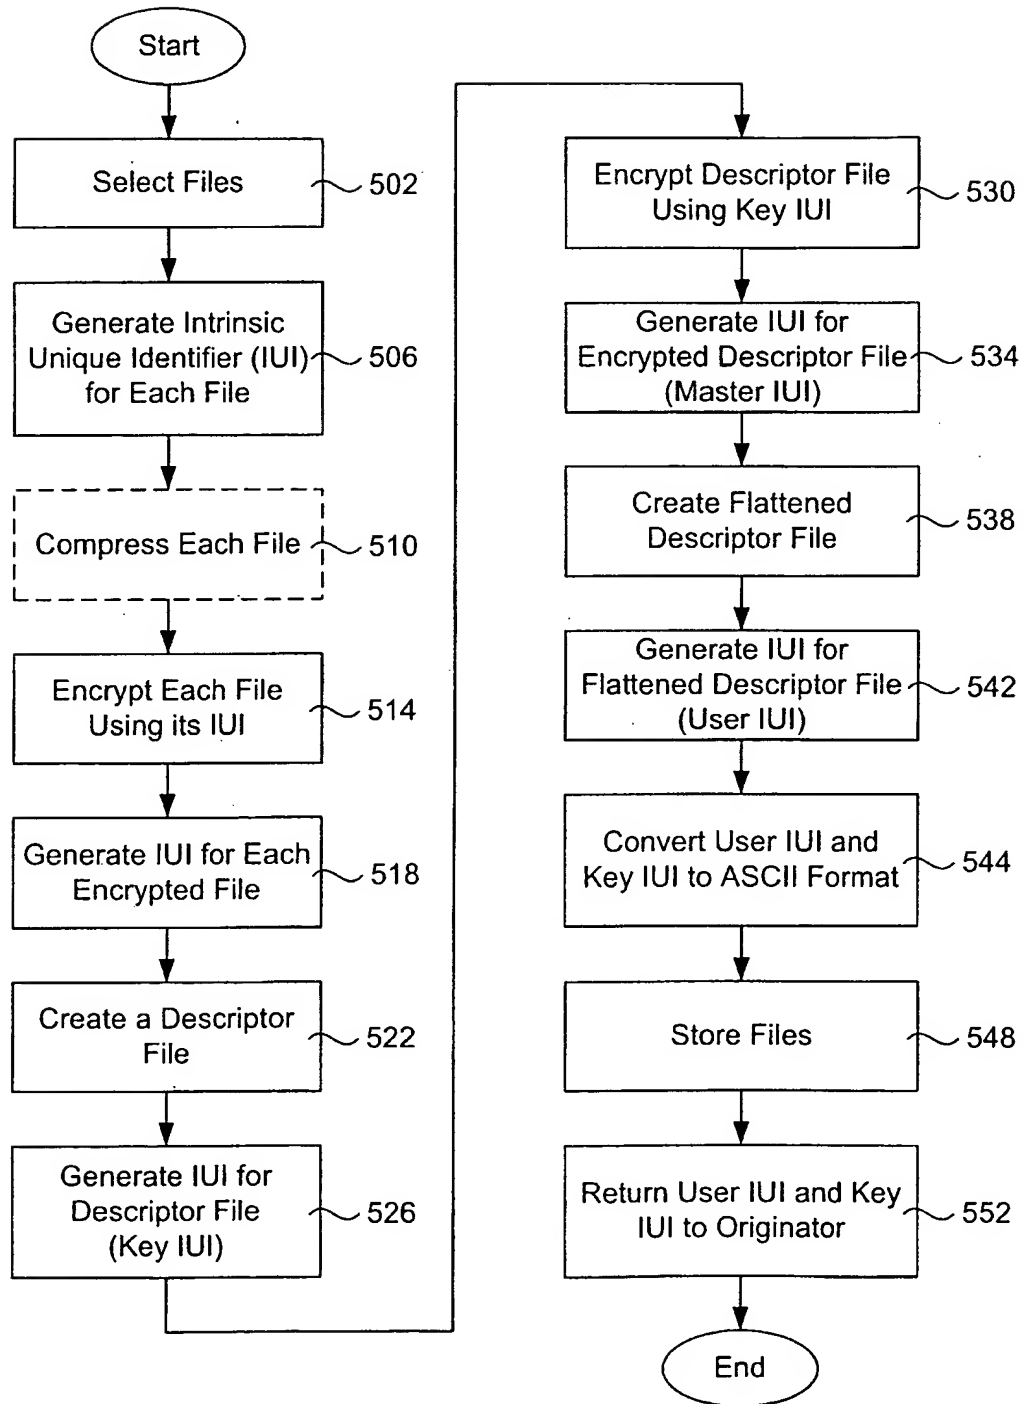 Start
Select Files
502
Generate Intrinsic
Unique Identifier (IUI)
for Each File
506
Compress Each File
510
Encrypt Each File
Using its IUI
514
Generate IUI for Each
Encrypted File
518
Create a Descriptor
File
522
Generate IUI for
Descriptor File
(Key IUI)
526
Encrypt Descriptor File
Using Key IUI
530
Generate IUI for
Encrypted Descriptor File
(Master IUI)
534
Create Flattened
Descriptor File
538
Generate IUI for
Flattened Descriptor File
(User IUI)
542
Convert User IUI and
Key IUI to ASCII Format
544
Store Files
548
Return User IUI and Key
IUI to Originator
552
End